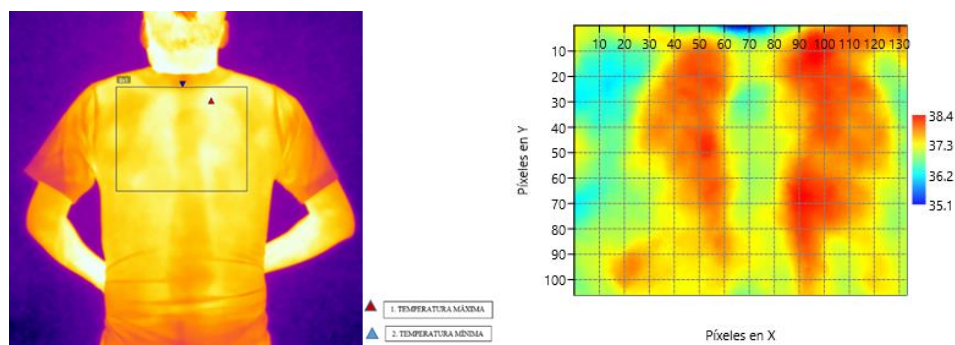 1. TEMPERATURA MÁXIMA
2. TEMPERATURA MÍNIMA
10 20 30 40 50 60 70 80 90 100 110 120 130
10
20
30
40
50
60
70
80
90
100
Píxeles en Y
Píxeles en X
38.4
37.3
36.2
35.1